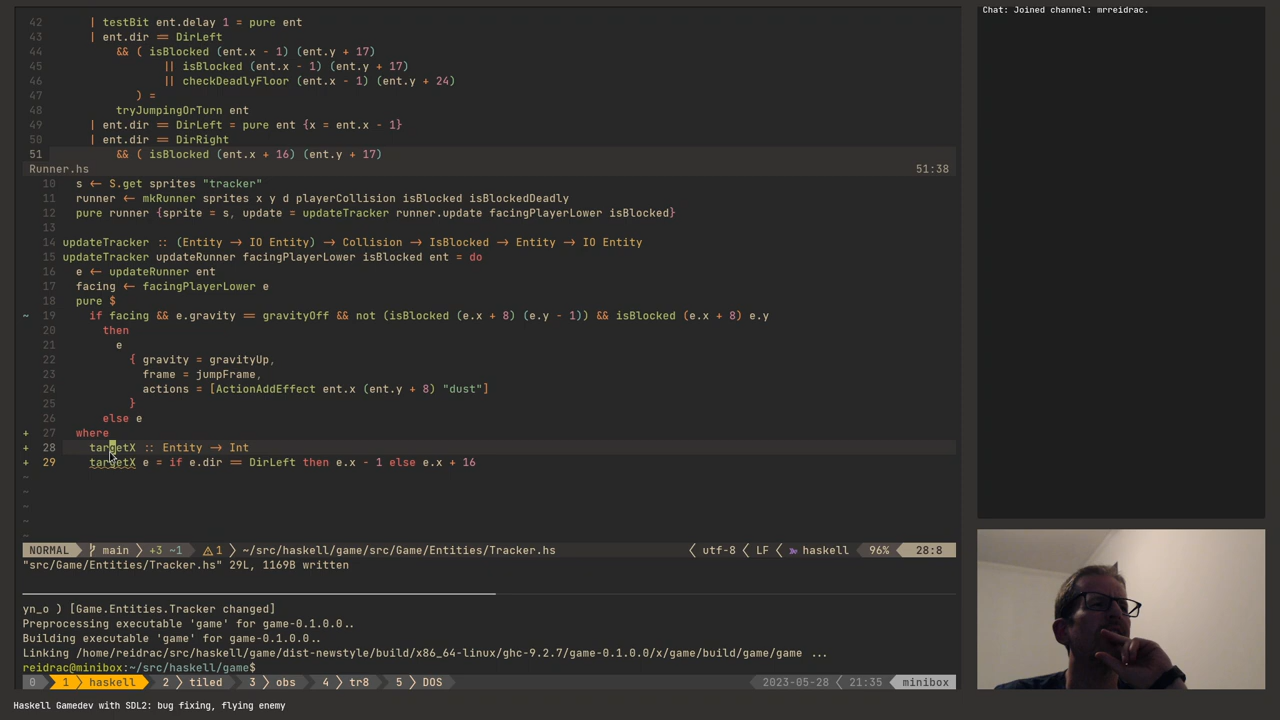 42 | testBit ent.delay 1 = pure ent
43 | ent.dir == DirLeft
44 && ( isBlocked (ent.x - 1) (ent.y + 17)
45 || isBlocked (ent.x - 1) (ent.y + 17)
46 || checkDeadlyFloor (ent.x - 1) (ent.y + 24)
47 ) =
48 tryJumpingOrTurn ent
49 | ent.dir == DirLeft = pure ent {x = ent.x - 1}
50 | ent.dir == DirRight
51 && ( isBlocked (ent.x + 16) (ent.y + 17)
Runner.hs 51:38
10 s <- S.get sprites "tracker"
11 runner <- mkRunner sprites x y d playerCollision isBlocked isBlockedDeadly
12 pure runner {sprite = s, update = updateTracker runner.update facingPlayerLower isBlocked}
13
14 updateTracker :: (Entity -> IO Entity) -> Collision -> IsBlocked -> Entity -> IO Entity
15 updateTracker updateRunner facingPlayerLower isBlocked ent = do
16 e <- updateRunner ent
17 facing <- facingPlayerLower e
18 pure $
~ 19 if facing && e.gravity == gravityOff && not (isBlocked (e.x + 8) (e.y - 1)) && isBlocked (e.x + 8) e.y
20 then
21 e
22 { gravity = gravityUp,
23 frame = jumpFrame,
24 actions = [ActionAddEffect ent.x (ent.y + 8) "dust"]
25 }
26 else e
+ 27 where
+ 28 targetX :: Entity -> Int
+ 29 targetX e = if e.dir == DirLeft then e.x - 1 else e.x + 16
~
~
~
~
NORMAL main +3 ~1 ⚠1 ~/src/haskell/game/src/Game/Entities/Tracker.hs utf-8 LF haskell 96% 28:8
"src/Game/Entities/Tracker.hs" 29L, 1169B written
yn_o ) [Game.Entities.Tracker changed]
Preprocessing executable 'game' for game-0.1.0.0..
Building executable 'game' for game-0.1.0.0..
Linking /home/reidrac/src/haskell/game/dist-newstyle/build/x86_64-linux/ghc-9.2.7/game-0.1.0.0/x/game/build/game/game ...
reidrac@minibox:~/src/haskell/game$
0 1 haskell 2 tiled 3 obs 4 tr8 5 DOS 2023-05-28 21:35 minibox
Haskell Gamedev with SDL2: bug fixing, flying enemy
Chat: Joined channel: mrreidrac.